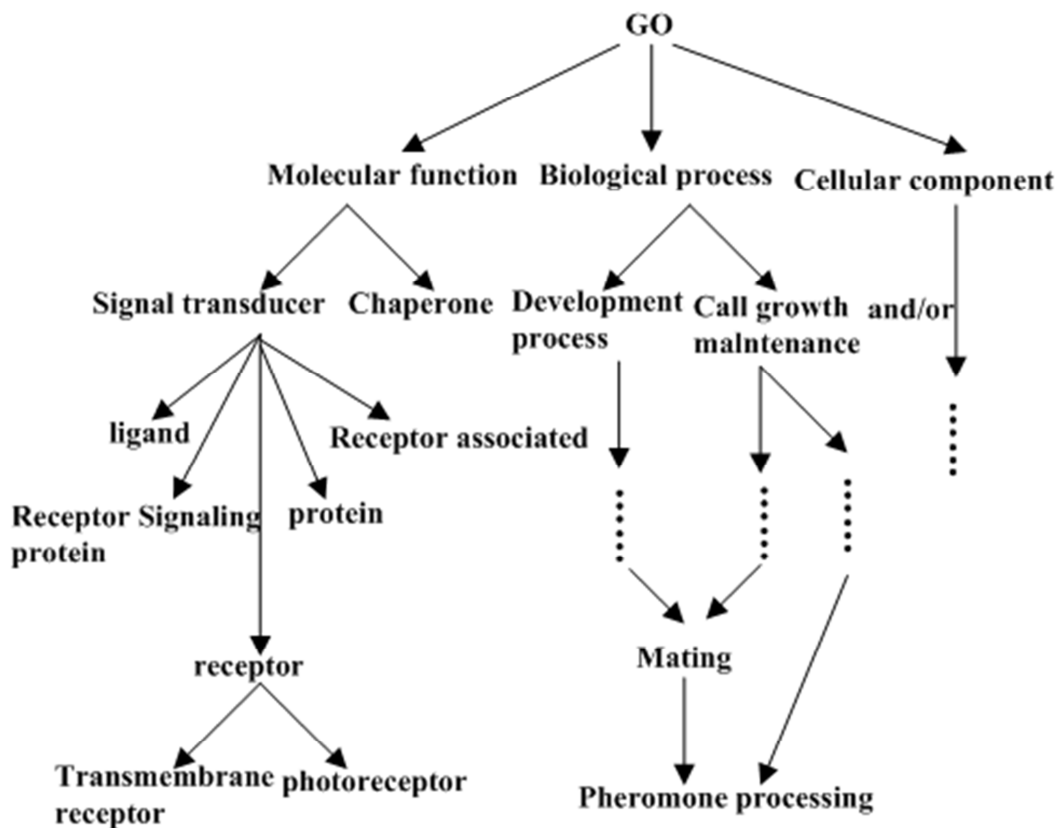 GO
Molecular function
Biological process
Cellular component
Signal transducer
Chaperone
Development
process
Call growth
malntenance
and/or
ligand
Receptor associated
Receptor Signaling
protein
protein
receptor
Mating
Transmembrane
receptor
photoreceptor
Pheromone processing